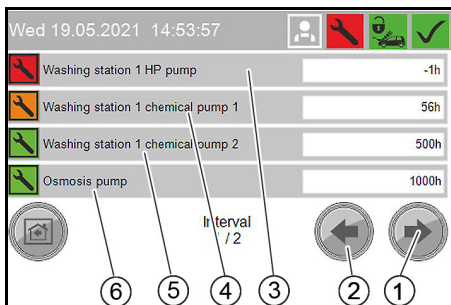 Wed 19.05.2021 14:53:57
Washing station 1 HP pump -1h
Washing station 1 chemical pump 1 56h
Washing station 1 chemical pump 2 500h
Osmosis pump 1000h
Interval
/ 2
6 5 4 3 2 1